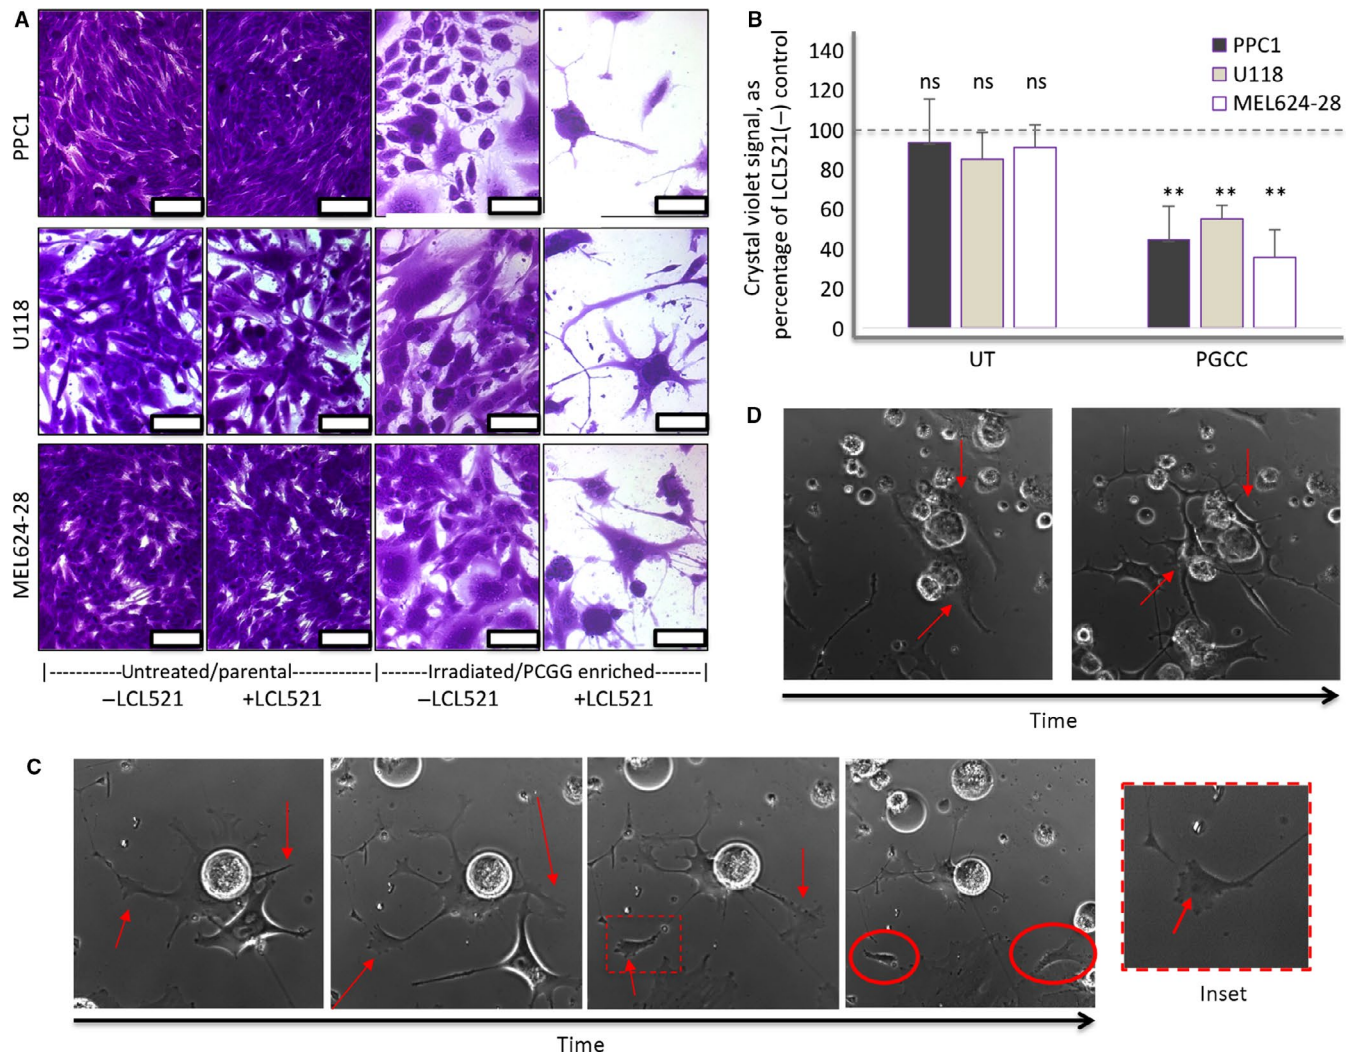 A
PPC1
U118
MEL624-28
|-----------Untreated/parental------------|-------Irradiated/PCGG enriched-------|
−LCL521 +LCL521 −LCL521 +LCL521
B
Crystal violet signal, as
percentage of LCL521(−) control
140
120
100
80
60
40
20
0
PPC1
U118
MEL624-28
ns ns ns
** ** **
UT PGCC
D
Time
C
Time
Inset